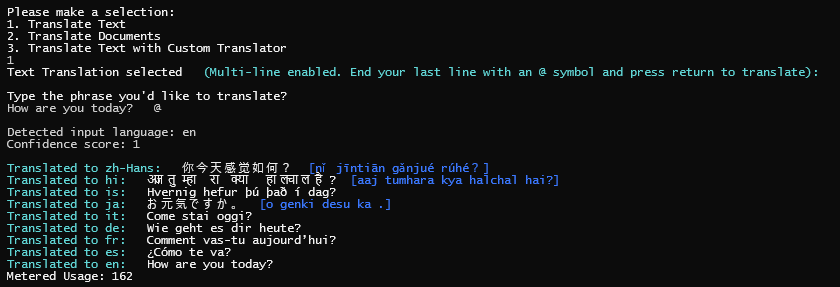 Please make a selection:
1. Translate Text
2. Translate Documents
3. Translate Text with Custom Translator
1
Text Translation selected (Multi-line enabled. End your last line with an @ symbol and press return to translate):
Type the phrase you'd like to translate?
How are you today? @
Detected input language: en
Confidence score: 1
Translated to zh-Hans: 你今天感觉如何？ [nǐ jīntiān gǎnjué rúhé？]
Translated to hi: आज तुम्हारा क्या हालचाल है? [aaj tumhara kya halchal hai?]
Translated to is: Hvernig hefur þú það í dag?
Translated to ja: お元気ですか。 [o genki desu ka .]
Translated to it: Come stai oggi?
Translated to de: Wie geht es dir heute?
Translated to fr: Comment vas-tu aujourd’hui?
Translated to es: ¿Cómo te va?
Translated to en: How are you today?
Metered Usage: 162